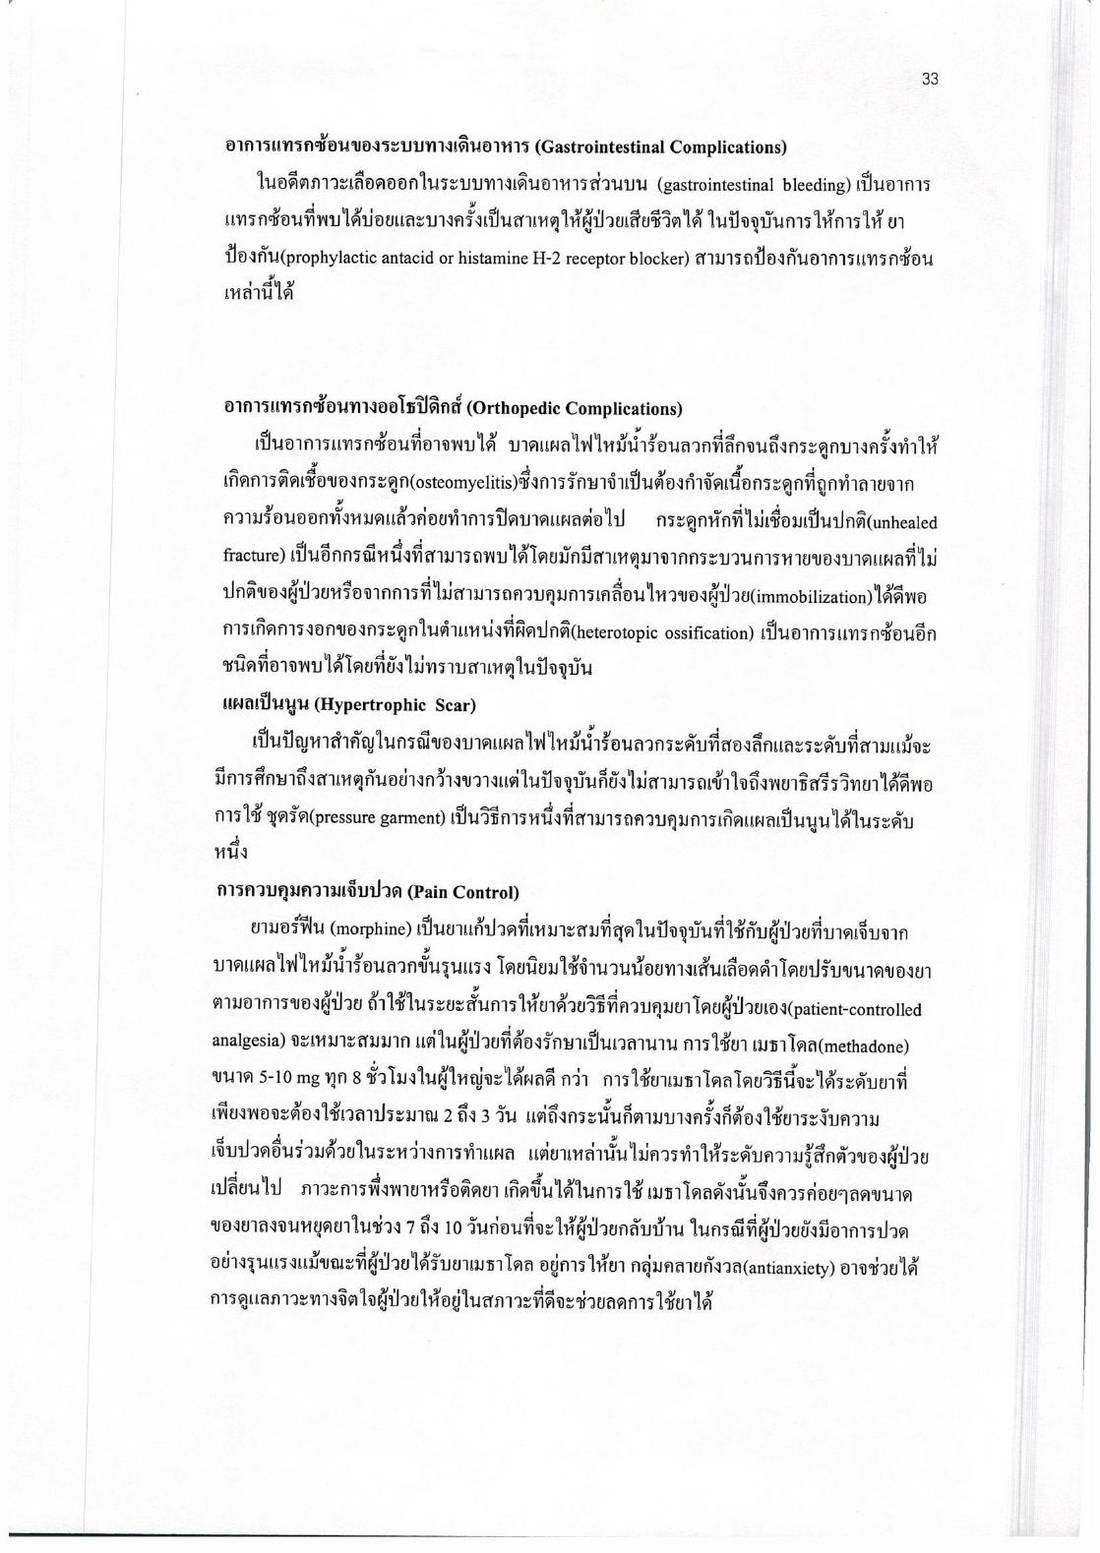 33
อาการแทรกซ้อนของระบบทางเดินอาหาร (Gastrointestinal Complications)
ในอดีตภาวะเลือดออกในระบบทางเดินอาหารส่วนบน (gastrointestinal bleeding) เป็นอาการ
แทรกซ้อนที่พบได้บ่อยและบางครั้งเป็นสาเหตุให้ผู้ป่วยเสียชีวิตได้ ในปัจจุบันการให้การให้ ยา
ป้องกัน(prophylactic antacid or histamine H-2 receptor blocker) สามารถป้องกันอาการแทรกซ้อน
เหล่านี้ได้
อาการแทรกซ้อนทางออโธปิดิกส์ (Orthopedic Complications)
เป็นอาการแทรกซ้อนที่อาจพบได้ บาดแผลไฟไหม้น้ำร้อนลวกที่ลึกจนถึงกระดูกบางครั้งทำให้
เกิดการติดเชื้อของกระดูก(osteomyelitis)ซึ่งการรักษาจำเป็นต้องกำจัดเนื้อกระดูกที่ถูกทำลายจาก
ความร้อนออกทั้งหมดแล้วค่อยทำการปิดบาดแผลต่อไป กระดูกหักที่ไม่เชื่อมเป็นปกติ(unhealed
fracture) เป็นอีกกรณีหนึ่งที่สามารถพบได้โดยมักมีสาเหตุมาจากกระบวนการหายของบาดแผลที่ไม่
ปกติของผู้ป่วยหรือจากการที่ไม่สามารถควบคุมการเคลื่อนไหวของผู้ป่วย(immobilization)ได้ดีพอ
การเกิดการงอกของกระดูกในตำแหน่งที่ผิดปกติ(heterotopic ossification) เป็นอาการแทรกซ้อนอีก
ชนิดที่อาจพบได้โดยที่ยังไม่ทราบสาเหตุในปัจจุบัน
แผลเป็นนูน (Hypertrophic Scar)
เป็นปัญหาสำคัญในกรณีของบาดแผลไฟไหม้น้ำร้อนลวกระดับที่สองลึกและระดับที่สามแม้จะ
มีการศึกษาถึงสาเหตุกันอย่างกว้างขวางแต่ในปัจจุบันก็ยังไม่สามารถเข้าใจถึงพยาธิสรีรวิทยาได้ดีพอ
การใช้ ชุดรัด(pressure garment) เป็นวิธีการหนึ่งที่สามารถควบคุมการเกิดแผลเป็นนูนได้ในระดับ
หนึ่ง
การควบคุมความเจ็บปวด (Pain Control)
ยามอร์ฟีน (morphine) เป็นยาแก้ปวดที่เหมาะสมที่สุดในปัจจุบันที่ใช้กับผู้ป่วยที่บาดเจ็บจาก
บาดแผลไฟไหม้น้ำร้อนลวกขั้นรุนแรง โดยนิยมใช้จำนวนน้อยทางเส้นเลือดดำโดยปรับขนาดของยา
ตามอาการของผู้ป่วย ถ้าใช้ในระยะสั้นการให้ยาด้วยวิธีที่ควบคุมยาโดยผู้ป่วยเอง(patient-controlled
analgesia) จะเหมาะสมมาก แต่ในผู้ป่วยที่ต้องรักษาเป็นเวลานาน การใช้ยา เมธาโดล(methadone)
ขนาด 5-10 mg ทุก 8 ชั่วโมงในผู้ใหญ่จะได้ผลดี กว่า การใช้ยาเมธาโดลโดยวิธีนี้จะได้ระดับยาที่
เพียงพอจะต้องใช้เวลาประมาณ 2 ถึง 3 วัน แต่ถึงกระนั้นก็ตามบางครั้งก็ต้องใช้ยาระงับความ
เจ็บปวดอื่นร่วมด้วยในระหว่างการทำแผล แต่ยาเหล่านั้นไม่ควรทำให้ระดับความรู้สึกตัวของผู้ป่วย
เปลี่ยนไป ภาวะการพึ่งพายาหรือติดยา เกิดขึ้นได้ในการใช้ เมธาโดลดังนั้นจึงควรค่อยๆลดขนาด
ของยาลงจนหยุดยาในช่วง 7 ถึง 10 วันก่อนที่จะให้ผู้ป่วยกลับบ้าน ในกรณีที่ผู้ป่วยยังมีอาการปวด
อย่างรุนแรงแม้ขณะที่ผู้ป่วยได้รับยาเมธาโดล อยู่การให้ยา กลุ่มคลายกังวล(antianxiety) อาจช่วยได้
การดูแลภาวะทางจิตใจผู้ป่วยให้อยู่ในสภาวะที่ดีจะช่วยลดการใช้ยาได้